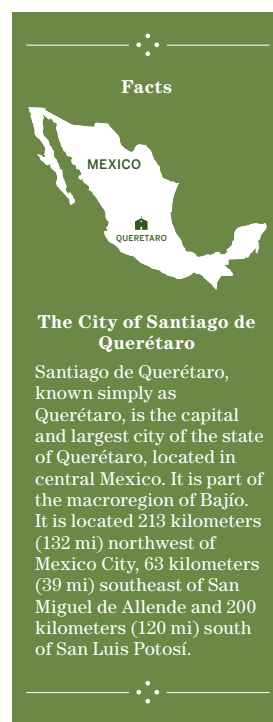 Facts
MEXICO
QUERETARO
The City of Santiago de
Querétaro
Santiago de Querétaro,
known simply as
Querétaro, is the capital
and largest city of the state
of Querétaro, located in
central Mexico. It is part of
the macroregion of Bajío.
It is located 213 kilometers
(132 mi) northwest of
Mexico City, 63 kilometers
(39 mi) southeast of San
Miguel de Allende and 200
kilometers (120 mi) south
of San Luis Potosí.